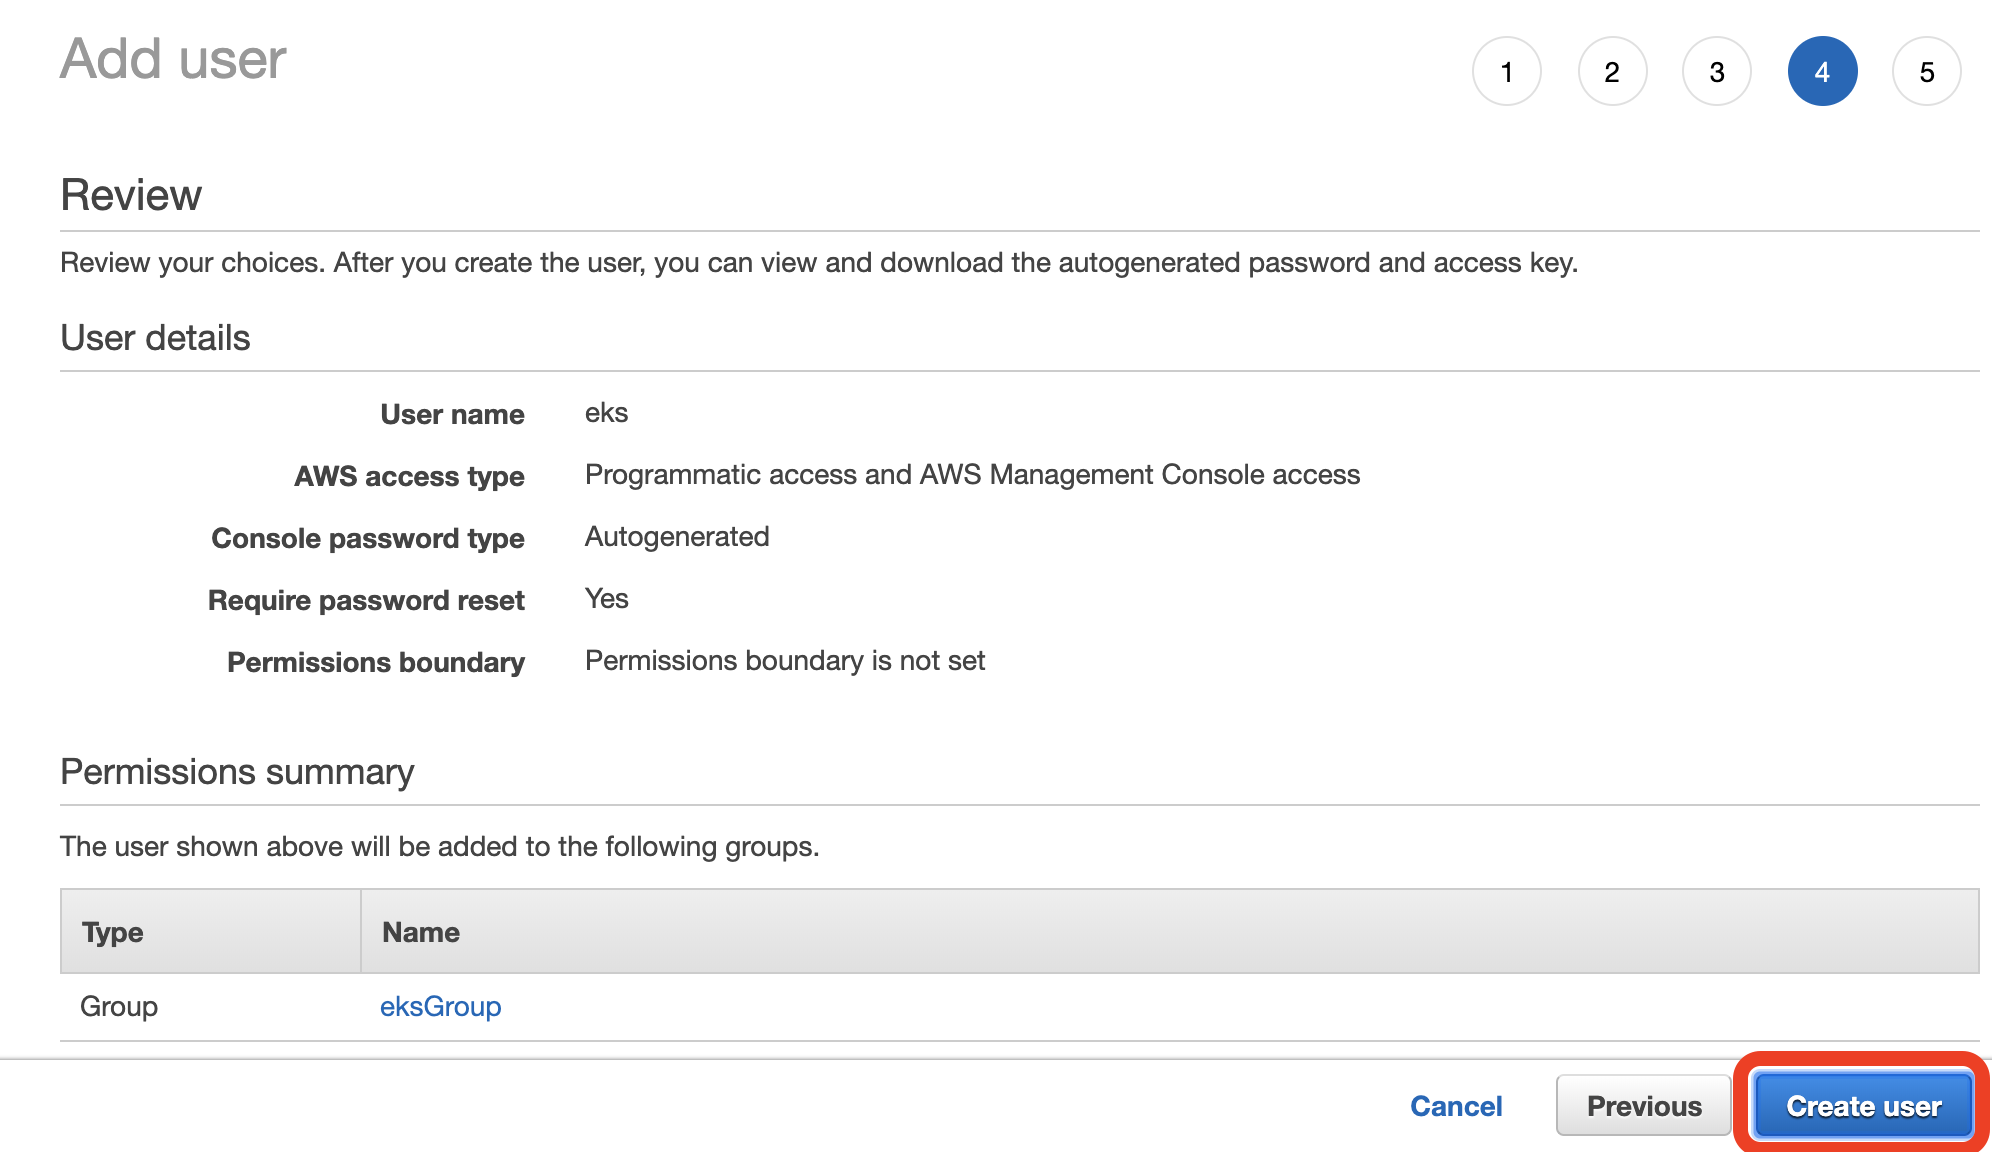 Add user
1 2 3 4 5
Review
Review your choices. After you create the user, you can view and download the autogenerated password and access key.
User details
User name eks
AWS access type Programmatic access and AWS Management Console access
Console password type Autogenerated
Require password reset Yes
Permissions boundary Permissions boundary is not set
Permissions summary
The user shown above will be added to the following groups.
Type Name
Group eksGroup
Cancel Previous Create user